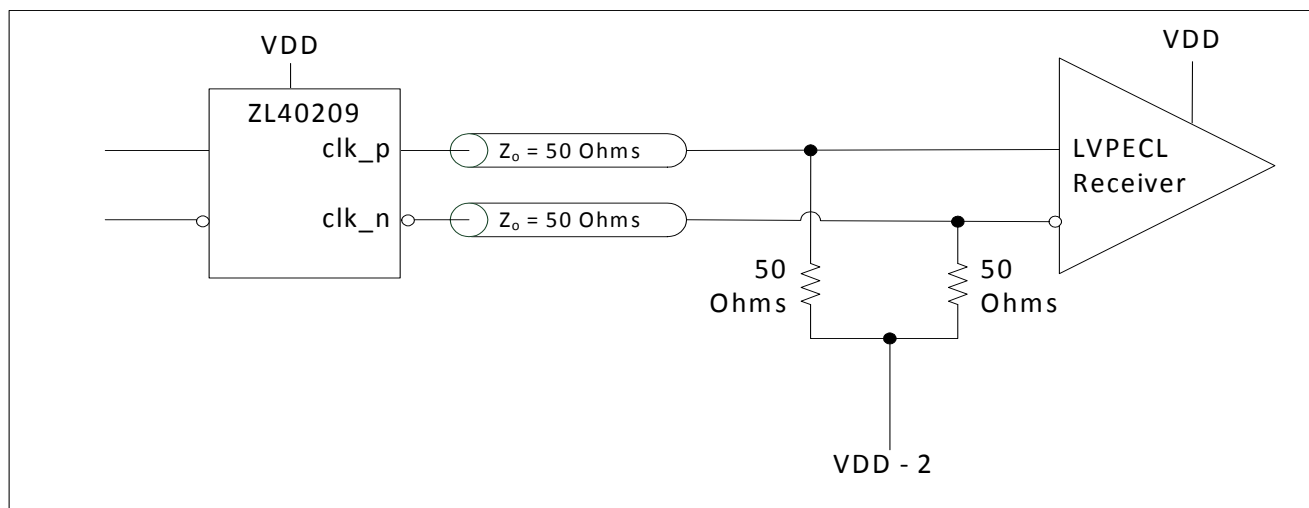 VDD
ZL40209
clk_p
clk_n
Zo = 50 Ohms
Zo = 50 Ohms
50
Ohms
50
Ohms
VDD - 2
VDD
LVPECL
Receiver